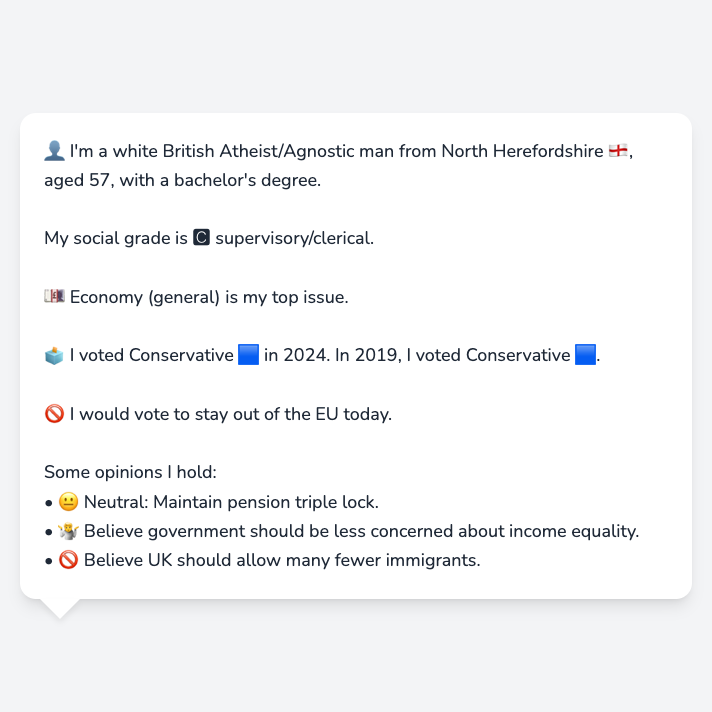 👤 I'm a white British Atheist/Agnostic man from North Herefordshire 🏴󠁧󠁢󠁥󠁮󠁧󠁿,
aged 57, with a bachelor's degree.
My social grade is 🅲 supervisory/clerical.
💷 Economy (general) is my top issue.
🗳️ I voted Conservative 🟦 in 2024. In 2019, I voted Conservative 🟦.
🚫 I would vote to stay out of the EU today.
Some opinions I hold:
• 😐 Neutral: Maintain pension triple lock.
• 🤷 Believe government should be less concerned about income equality.
• 🚫 Believe UK should allow many fewer immigrants.